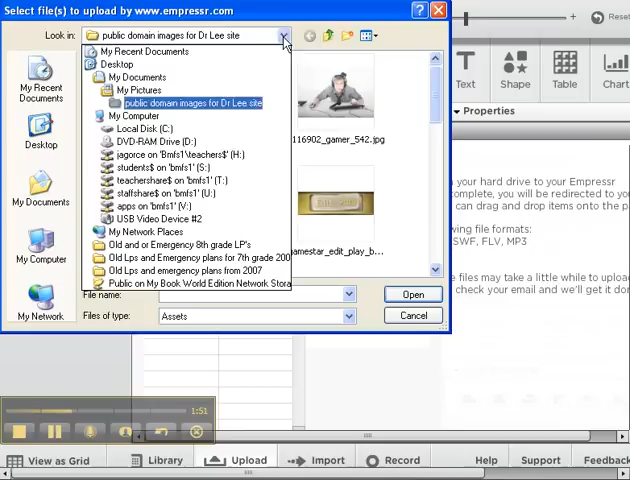 Select file(s) to upload by www.empressr.com
Look in:
public domain images for Dr Lee site
My Recent Documents
Desktop
My Documents
My Pictures
public domain images for Dr Lee site
My Computer
Local Disk (C:)
DVD-RAM Drive (D:)
jagorce on 'bmfs1\teachers$' (H:)
students$ on 'bmfs1' (S:)
teachershare$ on 'bmfs1' (T:)
staffshare$ on 'bmfs1' (U:)
apps on 'bmfs1' (V:)
USB Video Device #2
My Network Places
Old and or Emergency 8th grade LP's
Old Lps and Emergency Plans for 7th grade 200
Old Lps and emergency plans from 2007
Public on My Book World Edition Network Stora
My Recent Documents
Desktop
My Documents
My Computer
My Network
116902_gamer_542.jpg
gamestar_edit_play_b...
File name:
Open
Files of type:
Assets
Cancel
Reset
Text
Shape
Table
Chart
Properties
your hard drive to your Empressr
complete, you will be redirected to yo
can drag and drop items onto the p
wing file formats:
SWF, FLV, MP3
e files may take a little while to uploa
check your email and we'll get it do
1:51
View as Grid
Library
Upload
Import
Record
Help
Support
Feedback